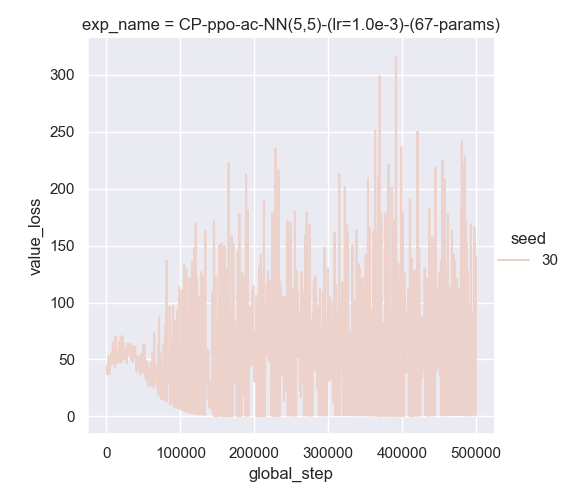 exp_name = CP-ppo-ac-NN(5,5)-(lr=1.0e-3)-(67-params)
300
250
200
150
100
50
0
value_loss
0 100000 200000 300000 400000 500000
global_step
seed
30